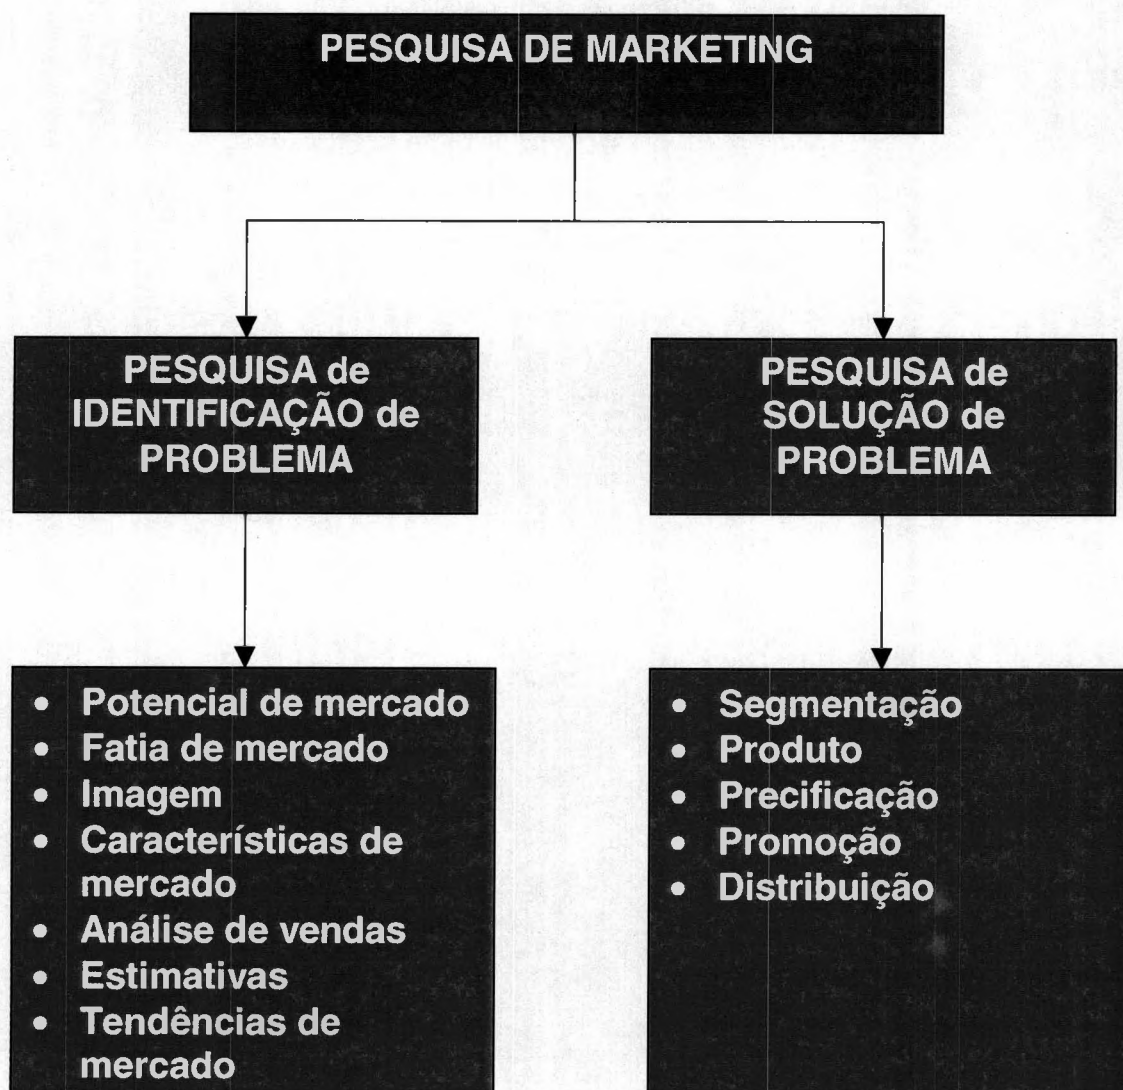 PESQUISA DE MARKETING
PESQUISA de
IDENTIFICAÇÃO de
PROBLEMA
PESQUISA de
SOLUÇÃO de
PROBLEMA
• Potencial de mercado
• Fatia de mercado
• Imagem
• Características de
mercado
• Análise de vendas
• Estimativas
• Tendências de
mercado
• Segmentação
• Produto
• Precificação
• Promoção
• Distribuição